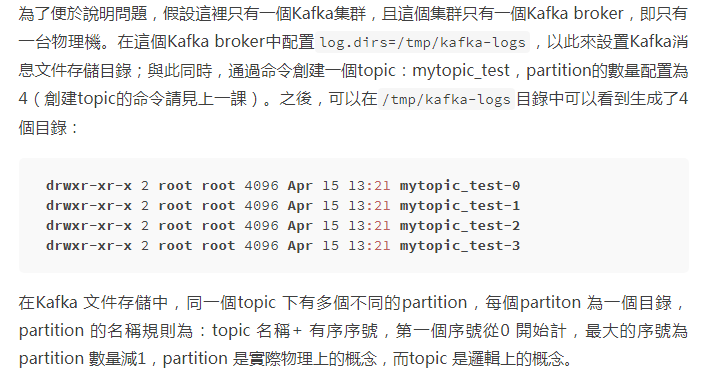 為了便於說明問題，假設這裡只有一個Kafka集群，且這個集群只有一個Kafka broker，即只有
一台物理機。在這個Kafka broker中配置 log.dirs=/tmp/kafka-logs ，以此來設置Kafka消
息文件存儲目錄；與此同時，通過命令創建一個topic：mytopic_test，partition的數量配置為
4（創建topic的命令請見上一課）。之後，可以在 /tmp/kafka-logs 目錄中可以看到生成了4
個目錄：
drwxr-xr-x 2 root root 4096 Apr 15 13:21 mytopic_test-0
drwxr-xr-x 2 root root 4096 Apr 15 13:21 mytopic_test-1
drwxr-xr-x 2 root root 4096 Apr 15 13:21 mytopic_test-2
drwxr-xr-x 2 root root 4096 Apr 15 13:21 mytopic_test-3
在Kafka 文件存儲中，同一個topic 下有多個不同的partition，每個partiton 為一個目錄，
partition 的名稱規則為：topic 名稱+ 有序序號，第一個序號從0 開始計，最大的序號為
partition 數量減1，partition 是實際物理上的概念，而topic 是邏輯上的概念。